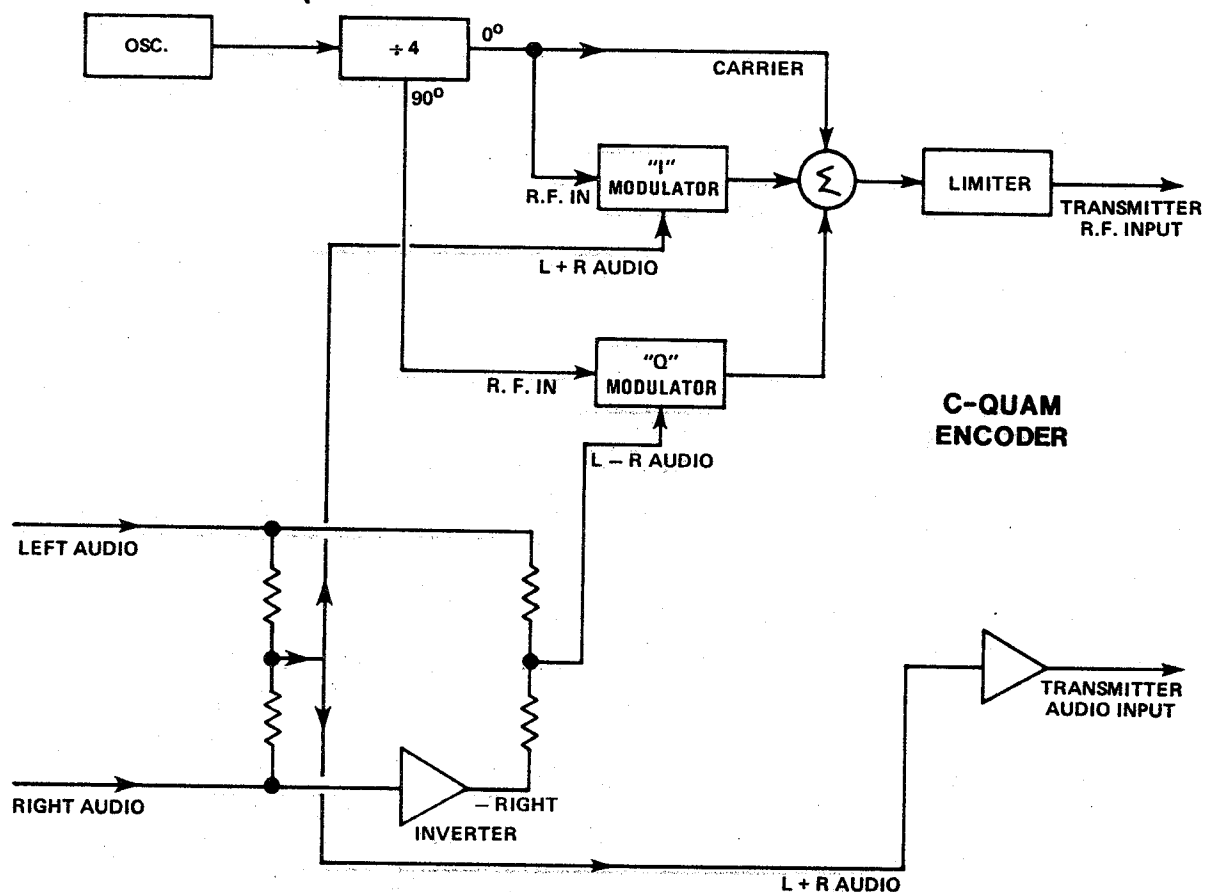 OSC.
÷4
0°
CARRIER
90°
"I"
MODULATOR
R.F. IN
Σ
LIMITER
TRANSMITTER
R.F. INPUT
L + R AUDIO
"Q"
MODULATOR
R. F. IN
C-QUAM
ENCODER
L – R AUDIO
LEFT AUDIO
TRANSMITTER
AUDIO INPUT
RIGHT AUDIO
– RIGHT
INVERTER
L + R AUDIO